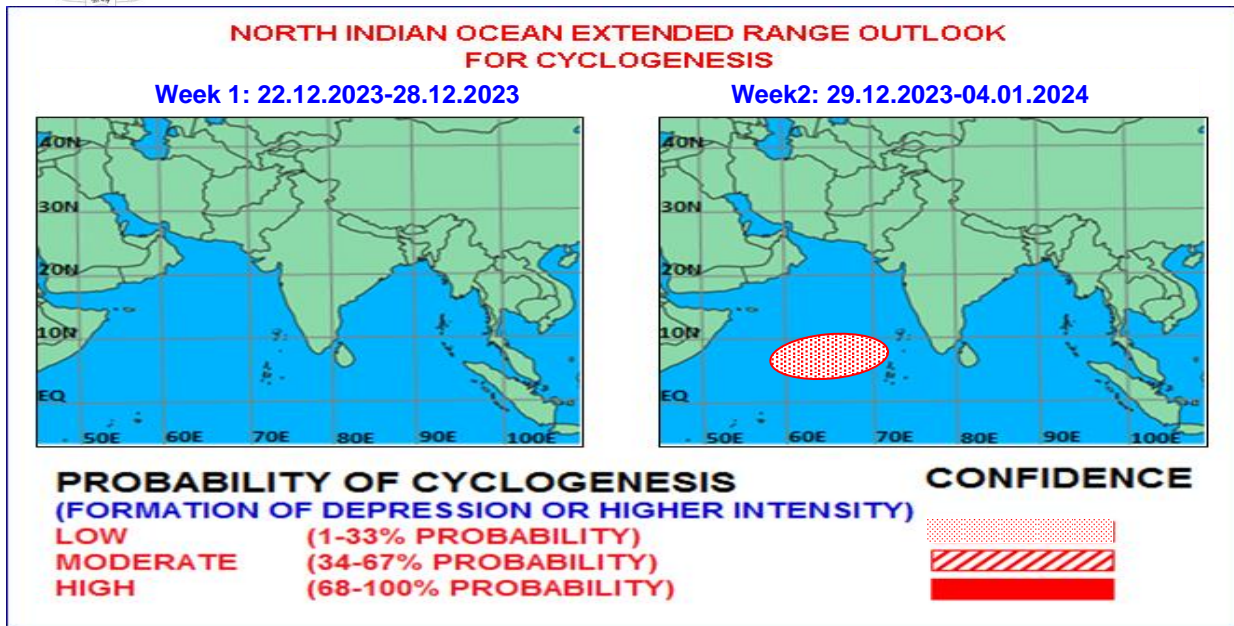 NORTH INDIAN OCEAN EXTENDED RANGE OUTLOOK
FOR CYCLOGENESIS
Week 1: 22.12.2023-28.12.2023
40N
30N
20N
10N
EQ
50E 60E 70E 80E 90E 100E
Week2: 29.12.2023-04.01.2024
40N
30N
20N
10N
EQ
50E 60E 70E 80E 90E 100E
PROBABILITY OF CYCLOGENESIS
CONFIDENCE
(FORMATION OF DEPRESSION OR HIGHER INTENSITY)
LOW (1-33% PROBABILITY)
MODERATE (34-67% PROBABILITY)
HIGH (68-100% PROBABILITY)